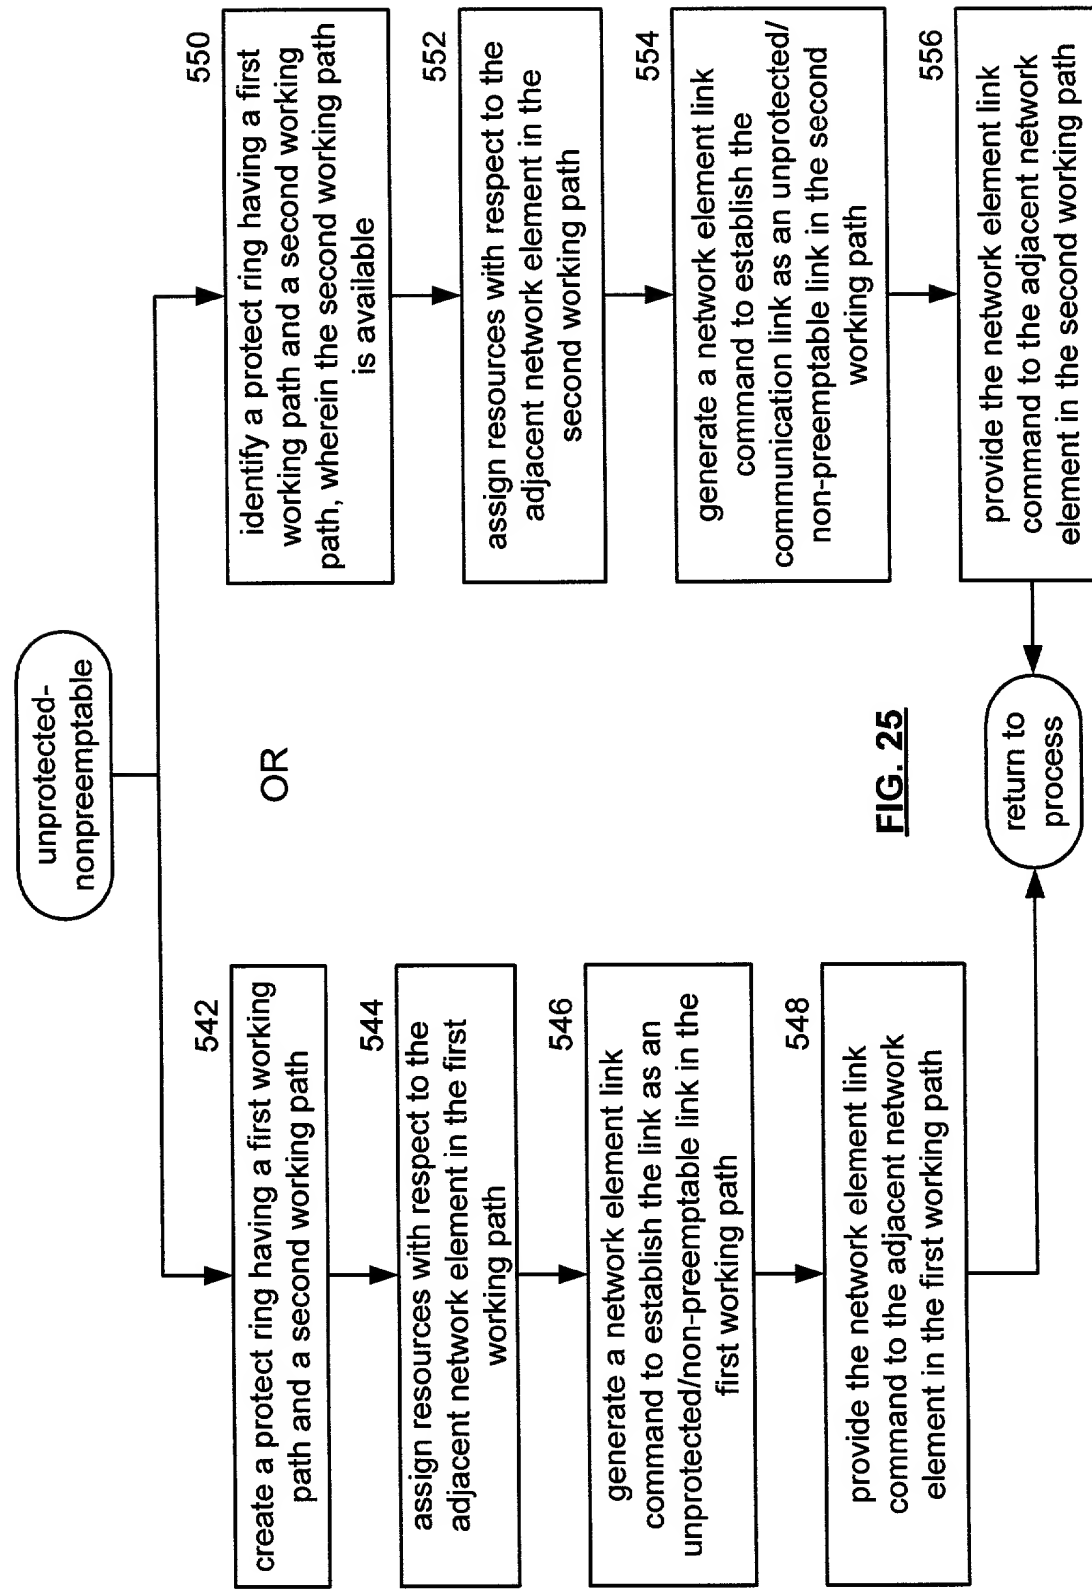 unprotected-
nonpreemptable
OR
542
create a protect ring having a first working
path and a second working path
544
assign resources with respect to the
adjacent network element in the first
working path
546
generate a network element link
command to establish the link as an
unprotected/non-preemptable link in the
first working path
548
provide the network element link
command to the adjacent network
element in the first working path
550
identify a protect ring having a first
working path and a second working
path, wherein the second working path
is available
552
assign resources with respect to the
adjacent network element in the
second working path
554
generate a network element link
command to establish the
communication link as an unprotected/
non-preemptable link in the second
working path
556
provide the network element link
command to the adjacent network
element in the second working path
return to
process
FIG. 25